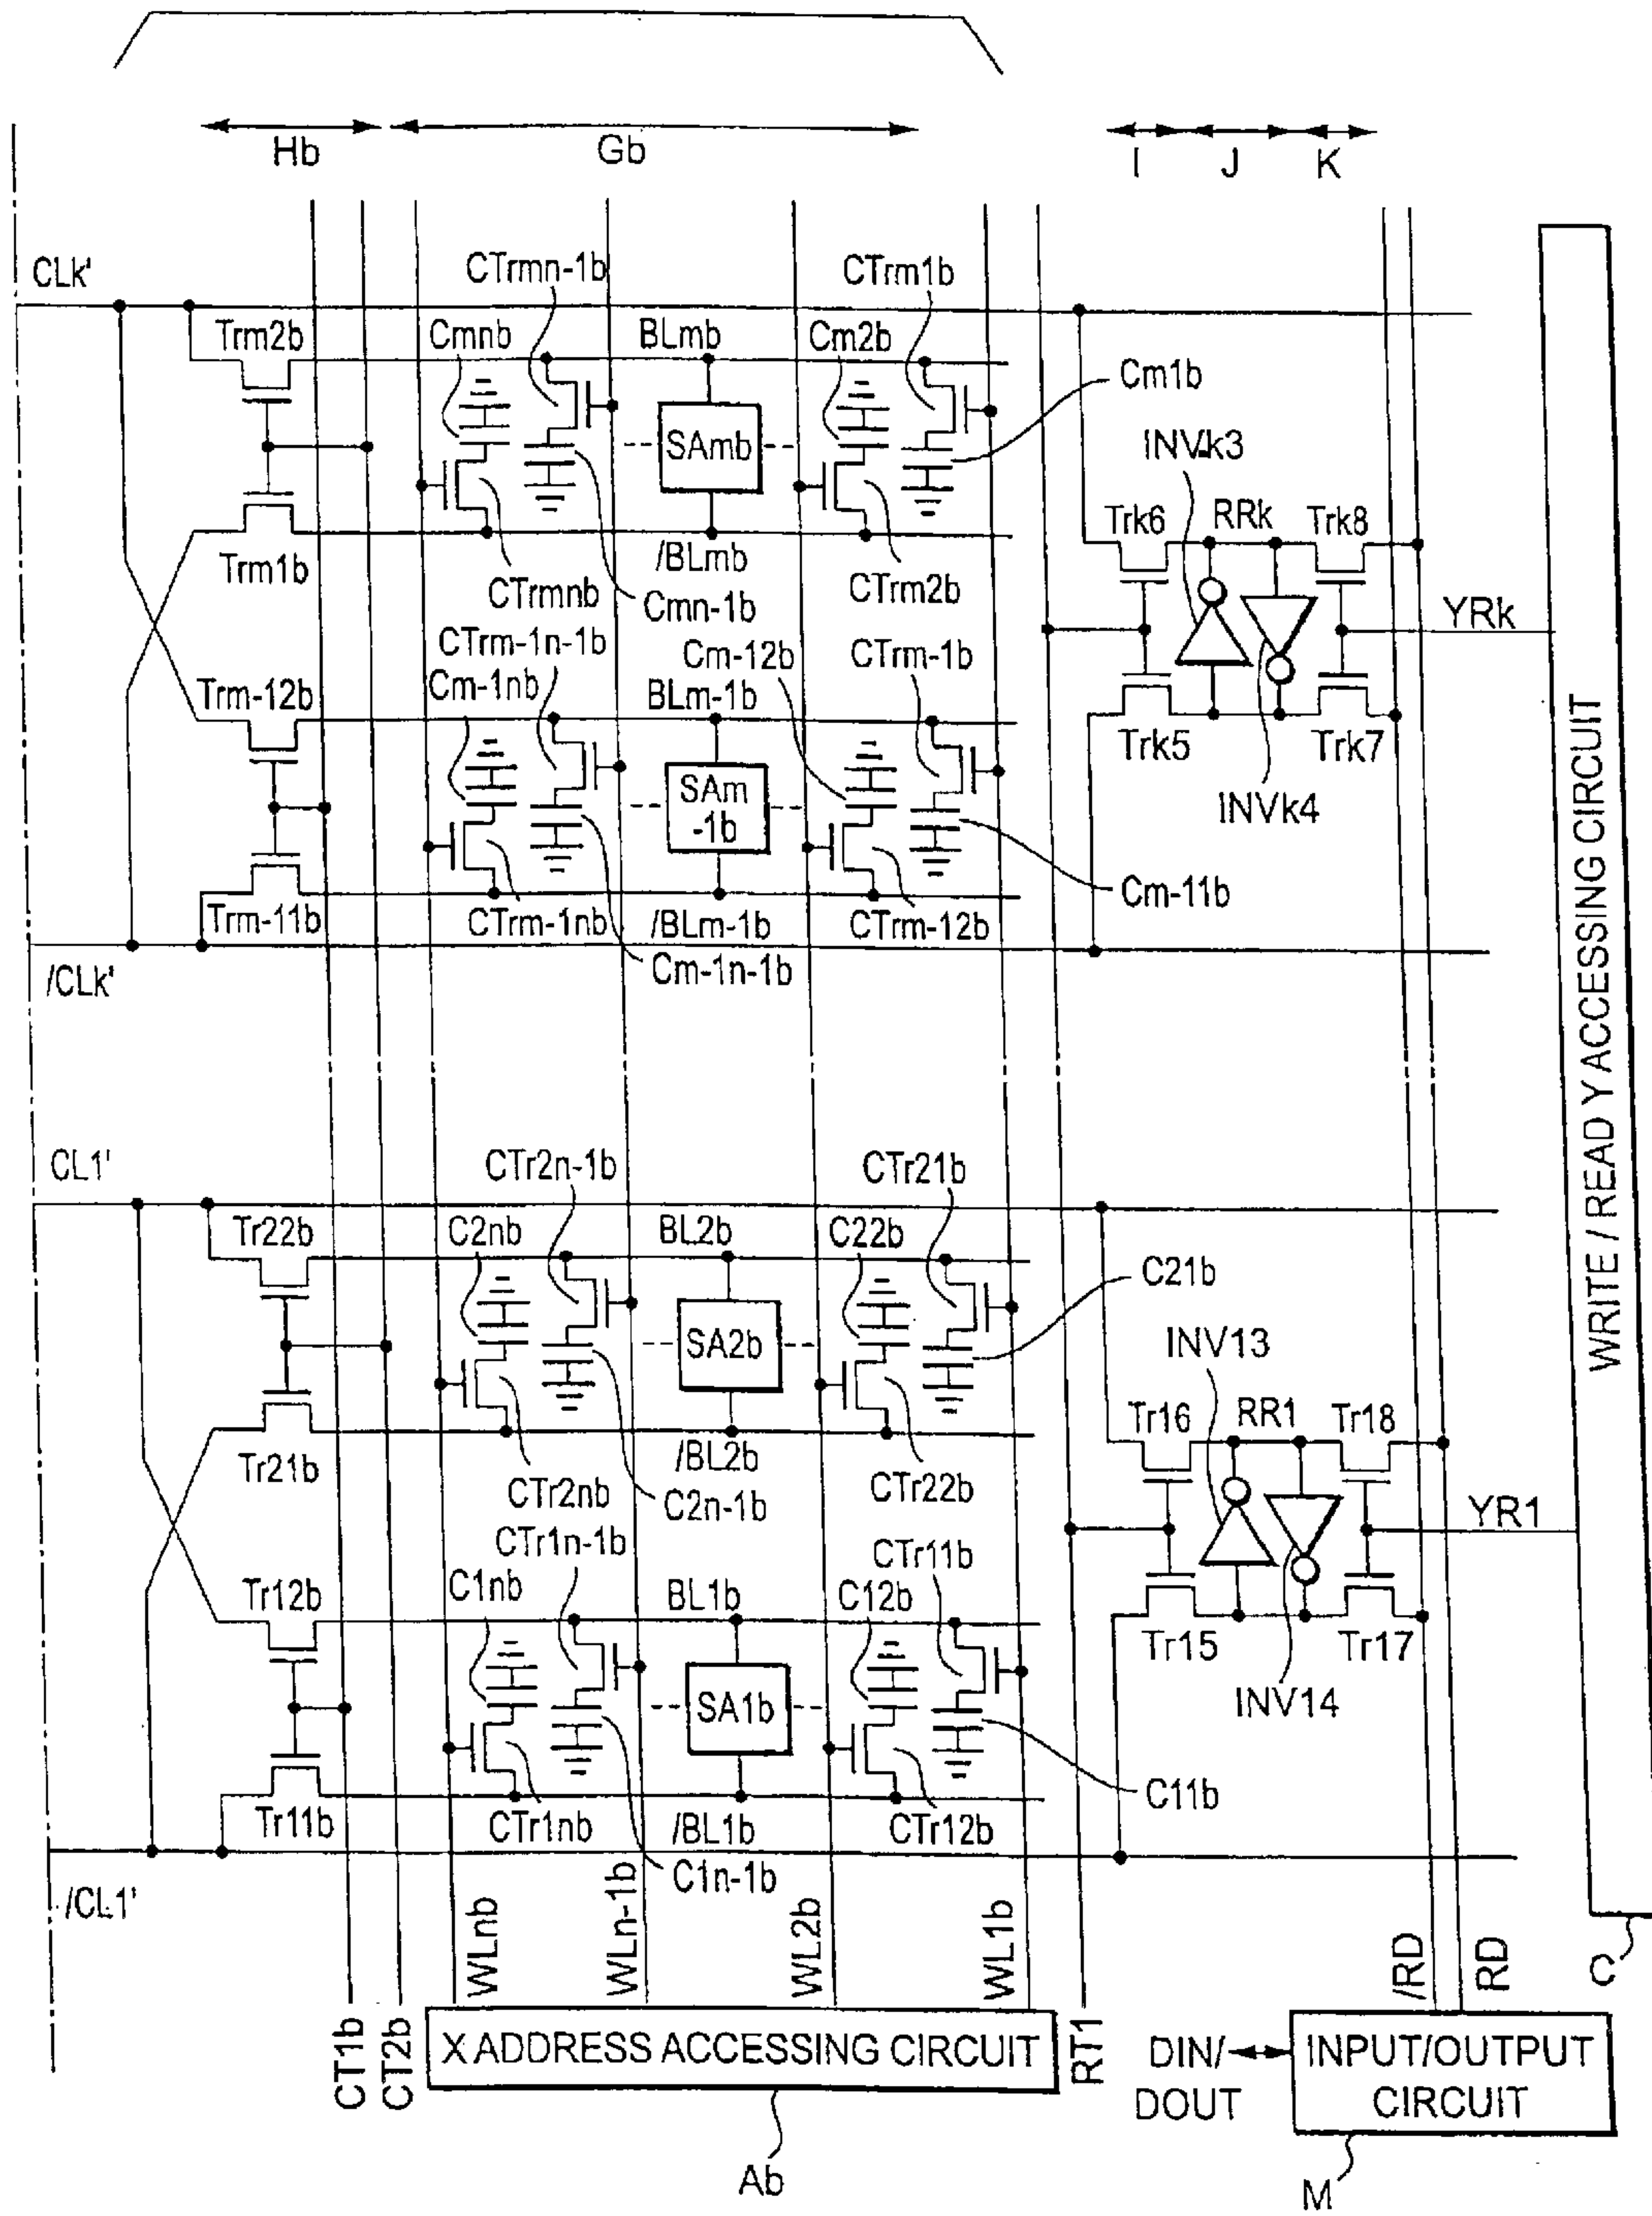 Hb
Gb
I
J
K
CLk'
CTrmn-1b
CTrm1b
Trm2b
Cmnb
BLmb
Cm2b
Cm1b
SAmb
INVk3
Trk6
RRk
Trk8
Trm1b
/BLmb
CTrmnb
Cmn-1b
CTrm2b
YRk
CTrm-1n-1b
Cm-12b
CTrm-1b
Trm-12b
Cm-1nb
BLm-1b
Trk5
Trk7
SAm
-1b
INVk4
Cm-11b
Trm-11b
CTrm-1nb
/BLm-1b
CTrm-12b
/CLk'
Cm-1n-1b
WRITE / READ Y ACCESSING CIRCUIT
CL1'
CTr2n-1b
CTr21b
Tr22b
C2nb
BL2b
C22b
C21b
SA2b
INV13
Tr16
RR1
Tr18
Tr21b
/BL2b
CTr2nb
C2n-1b
CTr22b
YR1
CTr1n-1b
CTr11b
Tr12b
C1nb
BL1b
C12b
Tr15
Tr17
SA1b
INV14
C11b
Tr11b
CTr1nb
/BL1b
CTr12b
C1n-1b
/CL1'
WLnb
WLn-1b
WL2b
WL1b
/RD
RD
C
CT1b
CT2b
X ADDRESS ACCESSING CIRCUIT
RT1
DIN/
DOUT
INPUT/OUTPUT
CIRCUIT
Ab
M